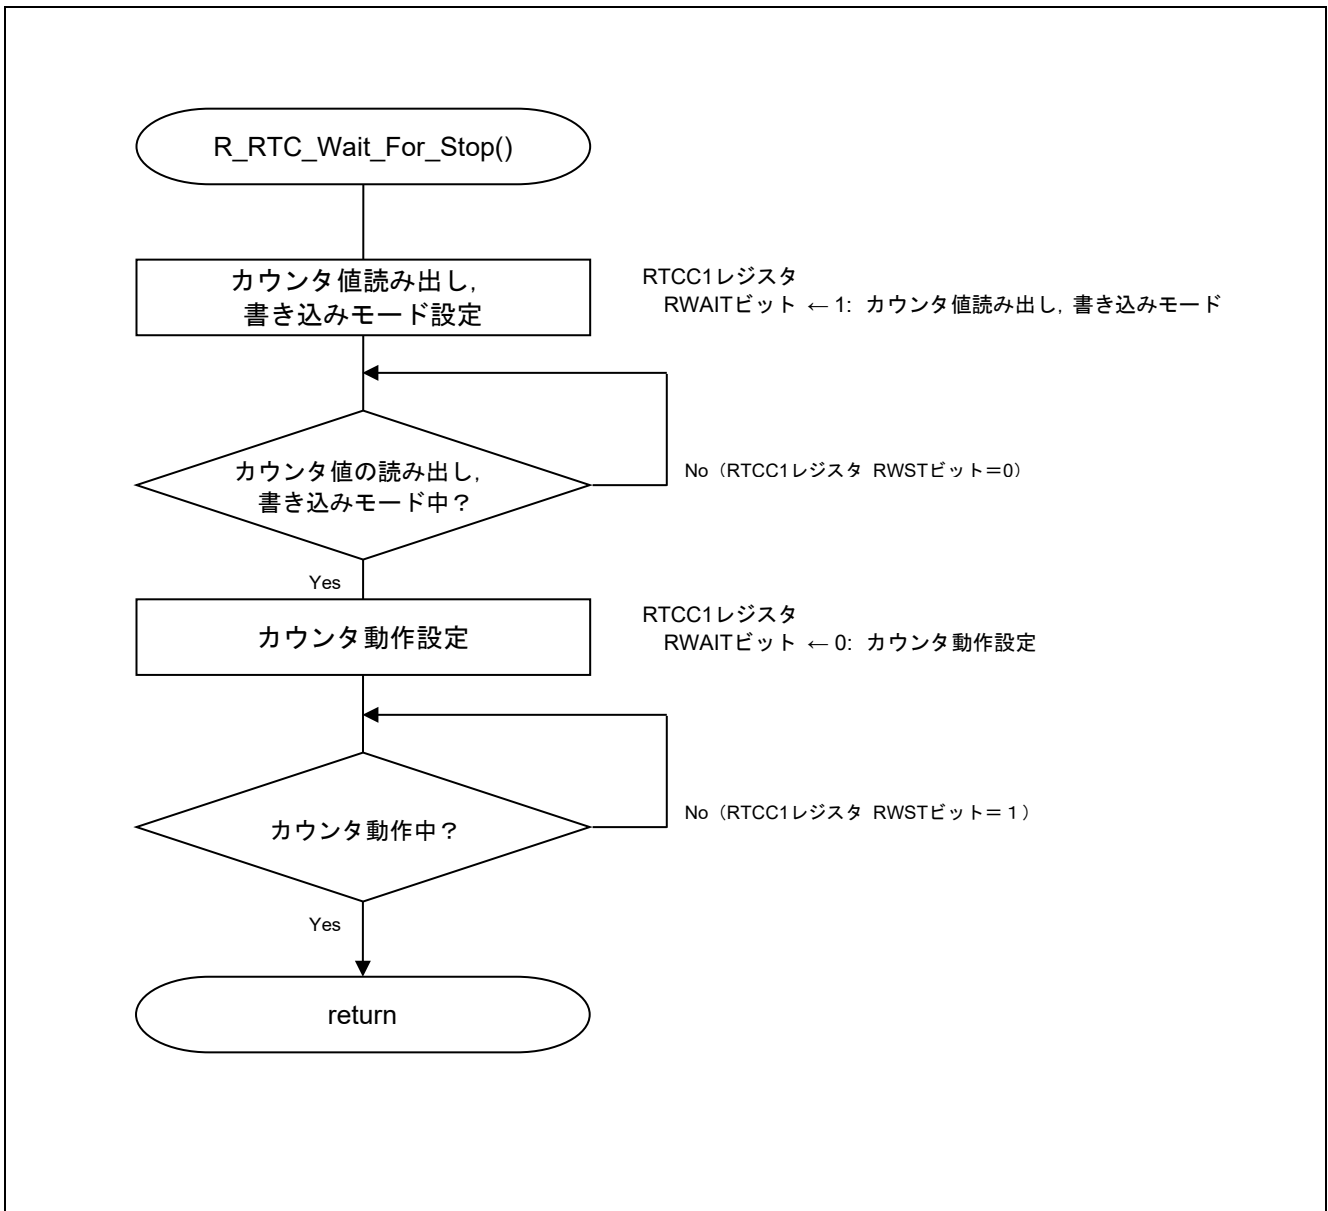 R_RTC_Wait_For_Stop()
カウンタ値読み出し,
書き込みモード設定
RTCC1レジスタ
RWAITビット ← 1: カウンタ値読み出し, 書き込みモード
カウンタ値の読み出し,
書き込みモード中？
No（RTCC1レジスタ RWSTビット＝0）
Yes
カウンタ動作設定
RTCC1レジスタ
RWAITビット ← 0: カウンタ動作設定
カウンタ動作中？
No（RTCC1レジスタ RWSTビット＝１）
Yes
return